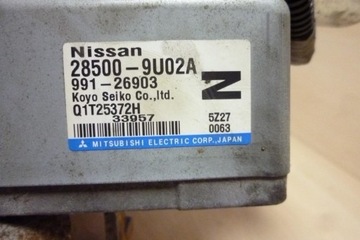 Nissan
28500-9U02A
991-26903
N
Koyo Seiko Co.,ltd.
Q1T25372H
33957
5Z27
0063
MITSUBISHI ELECTRIC CORP.,JAPAN